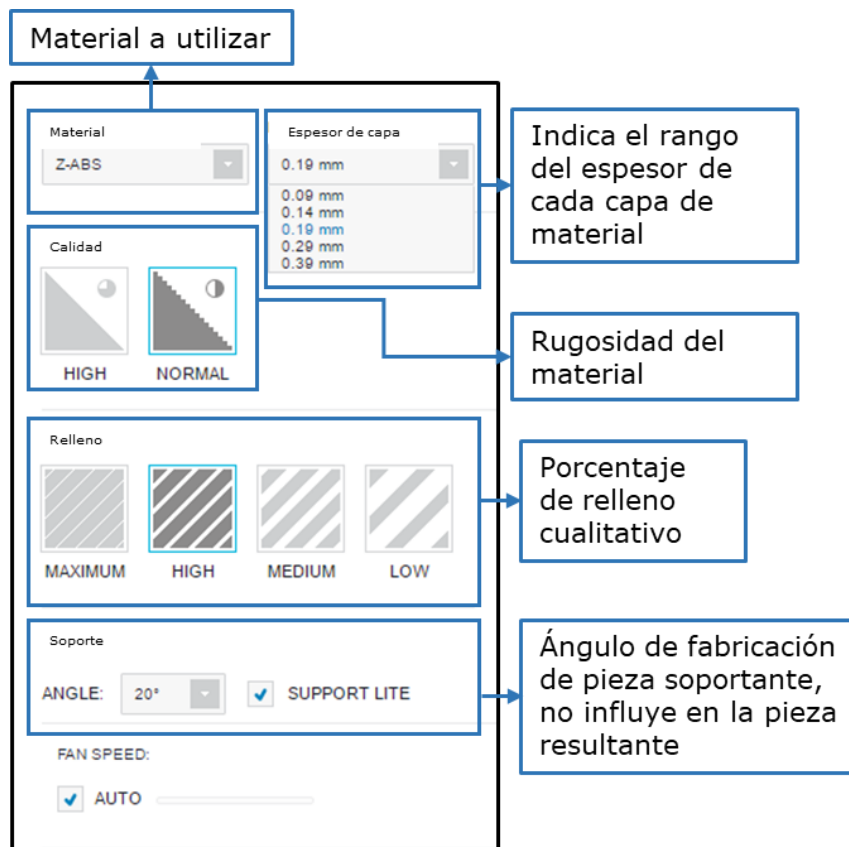 Material a utilizar
Material
Z-ABS
Espesor de capa
0.19 mm
0.09 mm
0.14 mm
0.19 mm
0.29 mm
0.39 mm
Indica el rango
del espesor de
cada capa de
material
Calidad
HIGH
NORMAL
Rugosidad del
material
Relleno
MAXIMUM
HIGH
MEDIUM
LOW
Porcentaje
de relleno
cualitativo
Soporte
ANGLE:
20°
SUPPORT LITE
Ángulo de fabricación
de pieza soportante,
no influye en la pieza
resultante
FAN SPEED:
AUTO